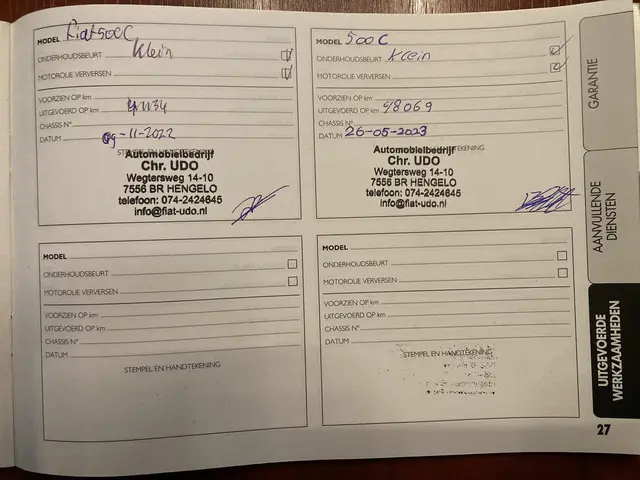 MODEL Fiat 500C
ONDERHOUDSBEURT Klein
MOTOROLIE VERVERSEN
VOORZIEN OP km
UITGEVOERD OP km
CHASSIS N°
DATUM 09-11-2022
STEMPEL EN HANDTEKENING
Automobielbedrijf
Chr. UDO
Wegtersweg 14-10
7556 BR HENGELO
telefoon: 074-2424645
info@fiat-udo.nl
MODEL 500C
ONDERHOUDSBEURT Klein
MOTOROLIE VERVERSEN
VOORZIEN OP km
UITGEVOERD OP km 48069
CHASSIS N°
DATUM 26-05-2023
HANDTEKENING
Automobielbedrijf
Chr. UDO
Wegtersweg 14-10
7556 BR HENGELO
telefoon: 074-2424645
info@fiat-udo.nl
MODEL
ONDERHOUDSBEURT
MOTOROLIE VERVERSEN
VOORZIEN OP km
UITGEVOERD OP km
CHASSIS N°
DATUM
STEMPEL EN HANDTEKENING
MODEL
ONDERHOUDSBEURT
MOTOROLIE VERVERSEN
VOORZIEN OP km
UITGEVOERD OP km
CHASSIS N°
DATUM
STEMPEL EN HANDTEKENING
GARANTIE
AANVULLENDE
DIENSTEN
UITGEVOERDE
WERKZAAMHEDEN
27